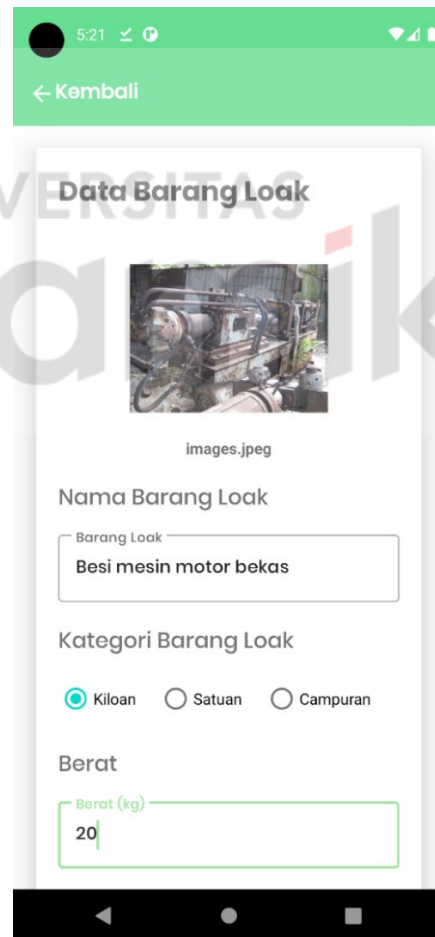 5:21
Kembali
VERSITAS
Data Barang Loak
images.jpeg
Nama Barang Loak
Barang Loak
Besi mesin motor bekas
Kategori Barang Loak
Kiloan Satuan Campuran
Berat
Berat (kg)
20